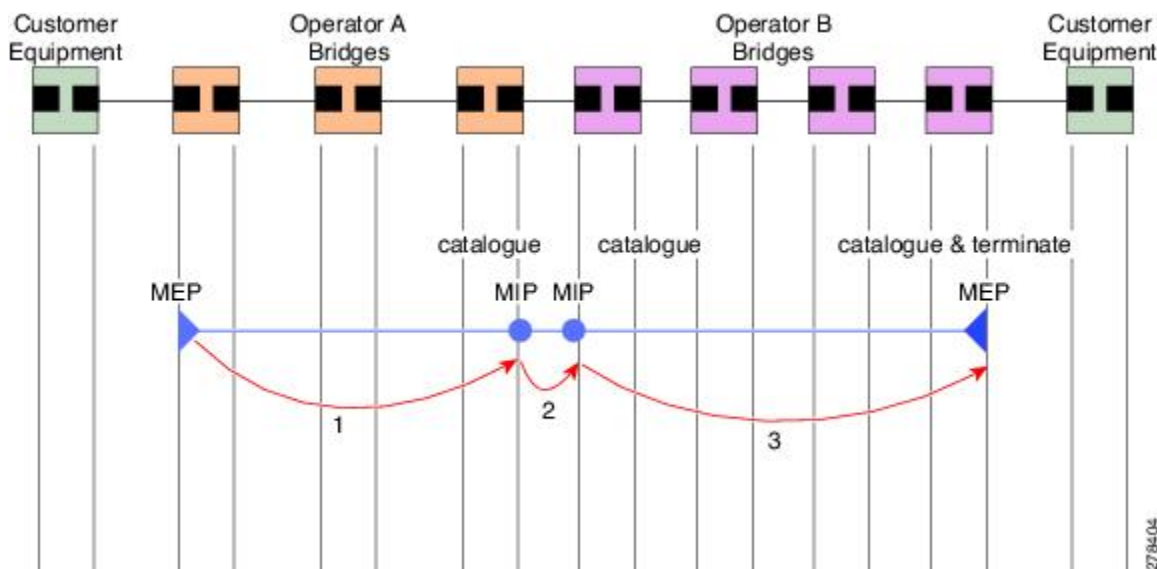 Customer
Equipment
Operator A
Bridges
Operator B
Bridges
Customer
Equipment
catalogue
catalogue
catalogue & terminate
MEP
MIP
MIP
MEP
1
2
3
278404